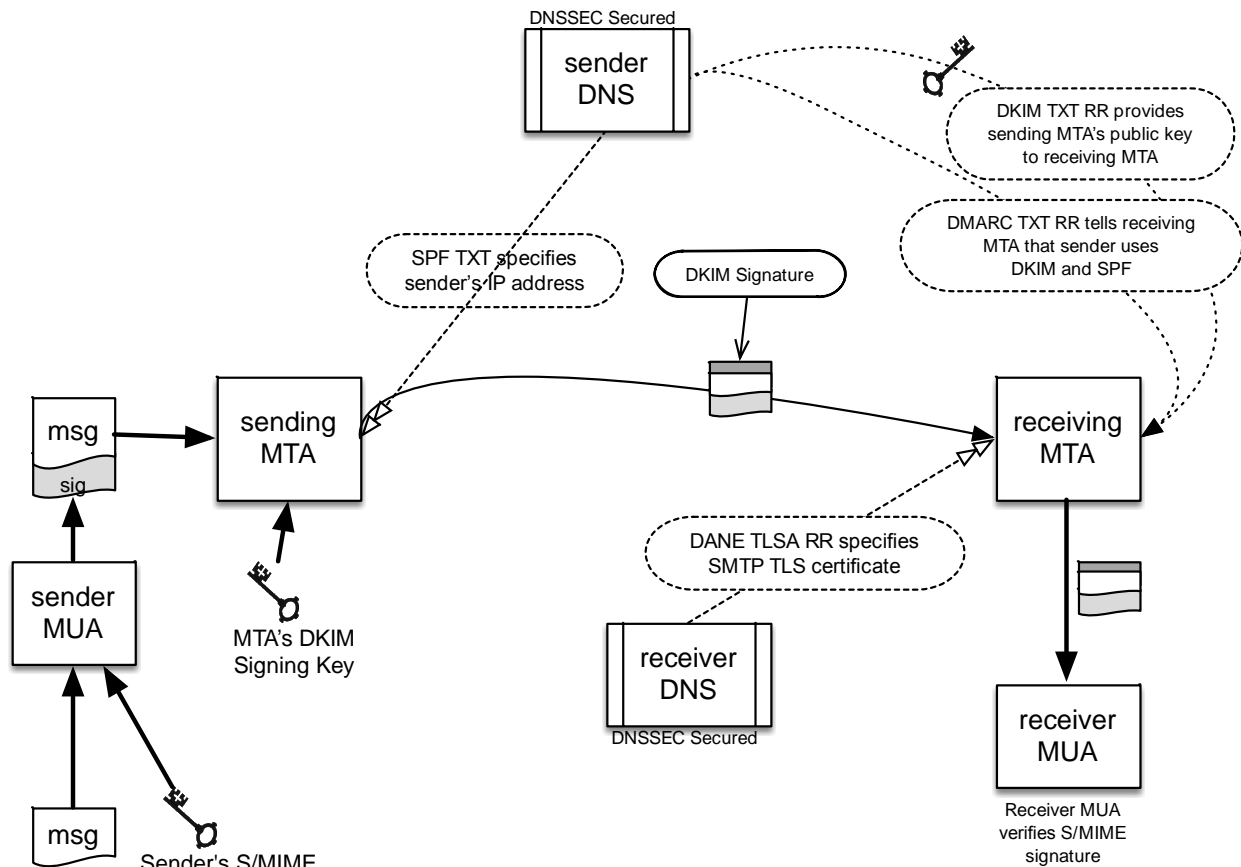 DNSSEC Secured
sender
DNS
DKIM TXT RR provides
sending MTA's public key
to receiving MTA
DMARC TXT RR tells receiving
MTA that sender uses
DKIM and SPF
SPF TXT specifies
sender's IP address
DKIM Signature
msg
sig
sending
MTA
receiving
MTA
DANE TLSA RR specifies
SMTP TLS certificate
sender
MUA
MTA's DKIM
Signing Key
receiver
DNS
DNSSEC Secured
receiver
MUA
Receiver MUA
verifies S/MIME
signature
msg
Sender's S/MIME